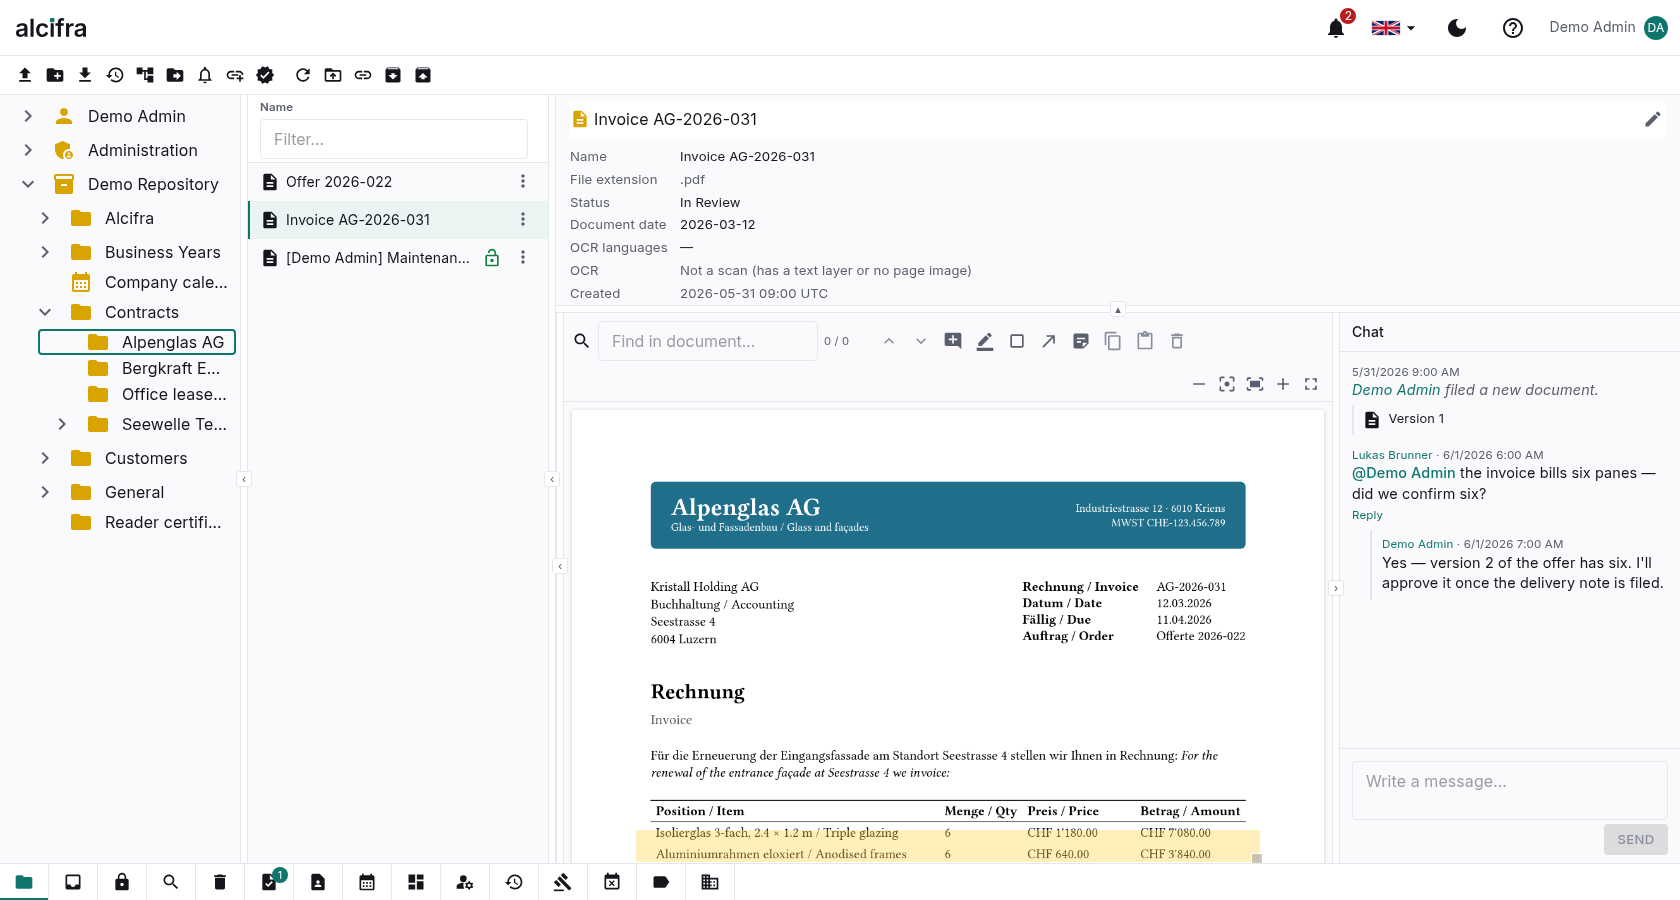 alcifra
2
Demo Admin
DA
Demo Admin
Administration
Demo Repository
Alcifra
Business Years
Company cale...
Contracts
Alpenglas AG
Bergkraft E...
Office lease...
Seewelle Te...
Customers
General
Reader certifi...
Name
Filter...
Offer 2026-022
Invoice AG-2026-031
[Demo Admin] Maintenan...
Invoice AG-2026-031
Name Invoice AG-2026-031
File extension .pdf
Status In Review
Document date 2026-03-12
OCR languages —
OCR Not a scan (has a text layer or no page image)
Created 2026-05-31 09:00 UTC
Find in document...
0 / 0
Alpenglas AG
Glas- und Fassadenbau / Glass and façades
Industriestrasse 12 · 6010 Kriens
MWST CHE-123.456.789
Kristall Holding AG
Buchhaltung / Accounting
Seestrasse 4
6004 Luzern
Rechnung / Invoice AG-2026-031
Datum / Date 12.03.2026
Fällig / Due 11.04.2026
Auftrag / Order Offerte 2026-022
Rechnung
Invoice
Für die Erneuerung der Eingangsfassade am Standort Seestrasse 4 stellen wir Ihnen in Rechnung: For the
renewal of the entrance façade at Seestrasse 4 we invoice:
Position / Item Menge / Qty Preis / Price Betrag / Amount
Isolierglas 3-fach, 2.4 × 1.2 m / Triple glazing 6 CHF 1'180.00 CHF 7'080.00
Aluminiumrahmen eloxiert / Anodised frames 6 CHF 640.00 CHF 3'840.00
Chat
5/31/2026 9:00 AM
Demo Admin filed a new document.
Version 1
Lukas Brunner · 6/1/2026 6:00 AM
@Demo Admin the invoice bills six panes —
did we confirm six?
Reply
Demo Admin · 6/1/2026 7:00 AM
Yes — version 2 of the offer has six. I'll
approve it once the delivery note is filed.
Write a message...
SEND
1